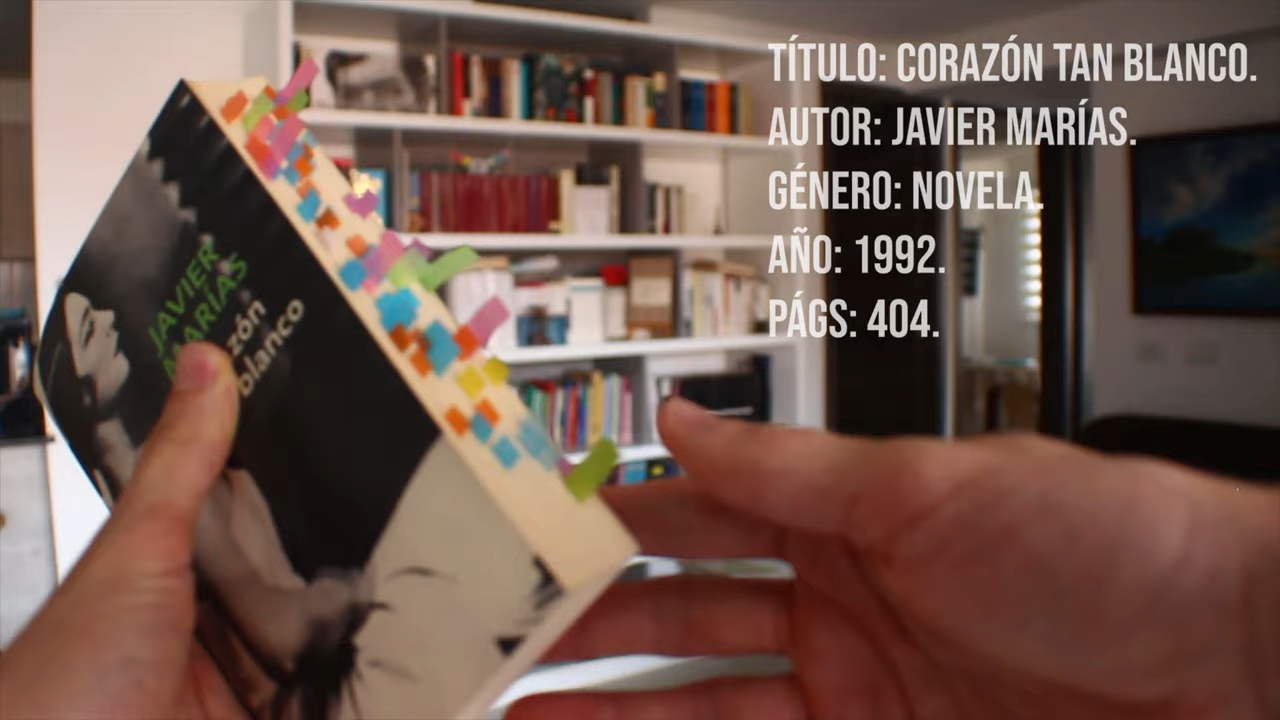 TÍTULO: CORAZÓN TAN BLANCO.
AUTOR: JAVIER MARÍAS.
GÉNERO: NOVELA.
AÑO: 1992.
PÁGS: 404.
JAVIER
MARÍAS
zón
blanco